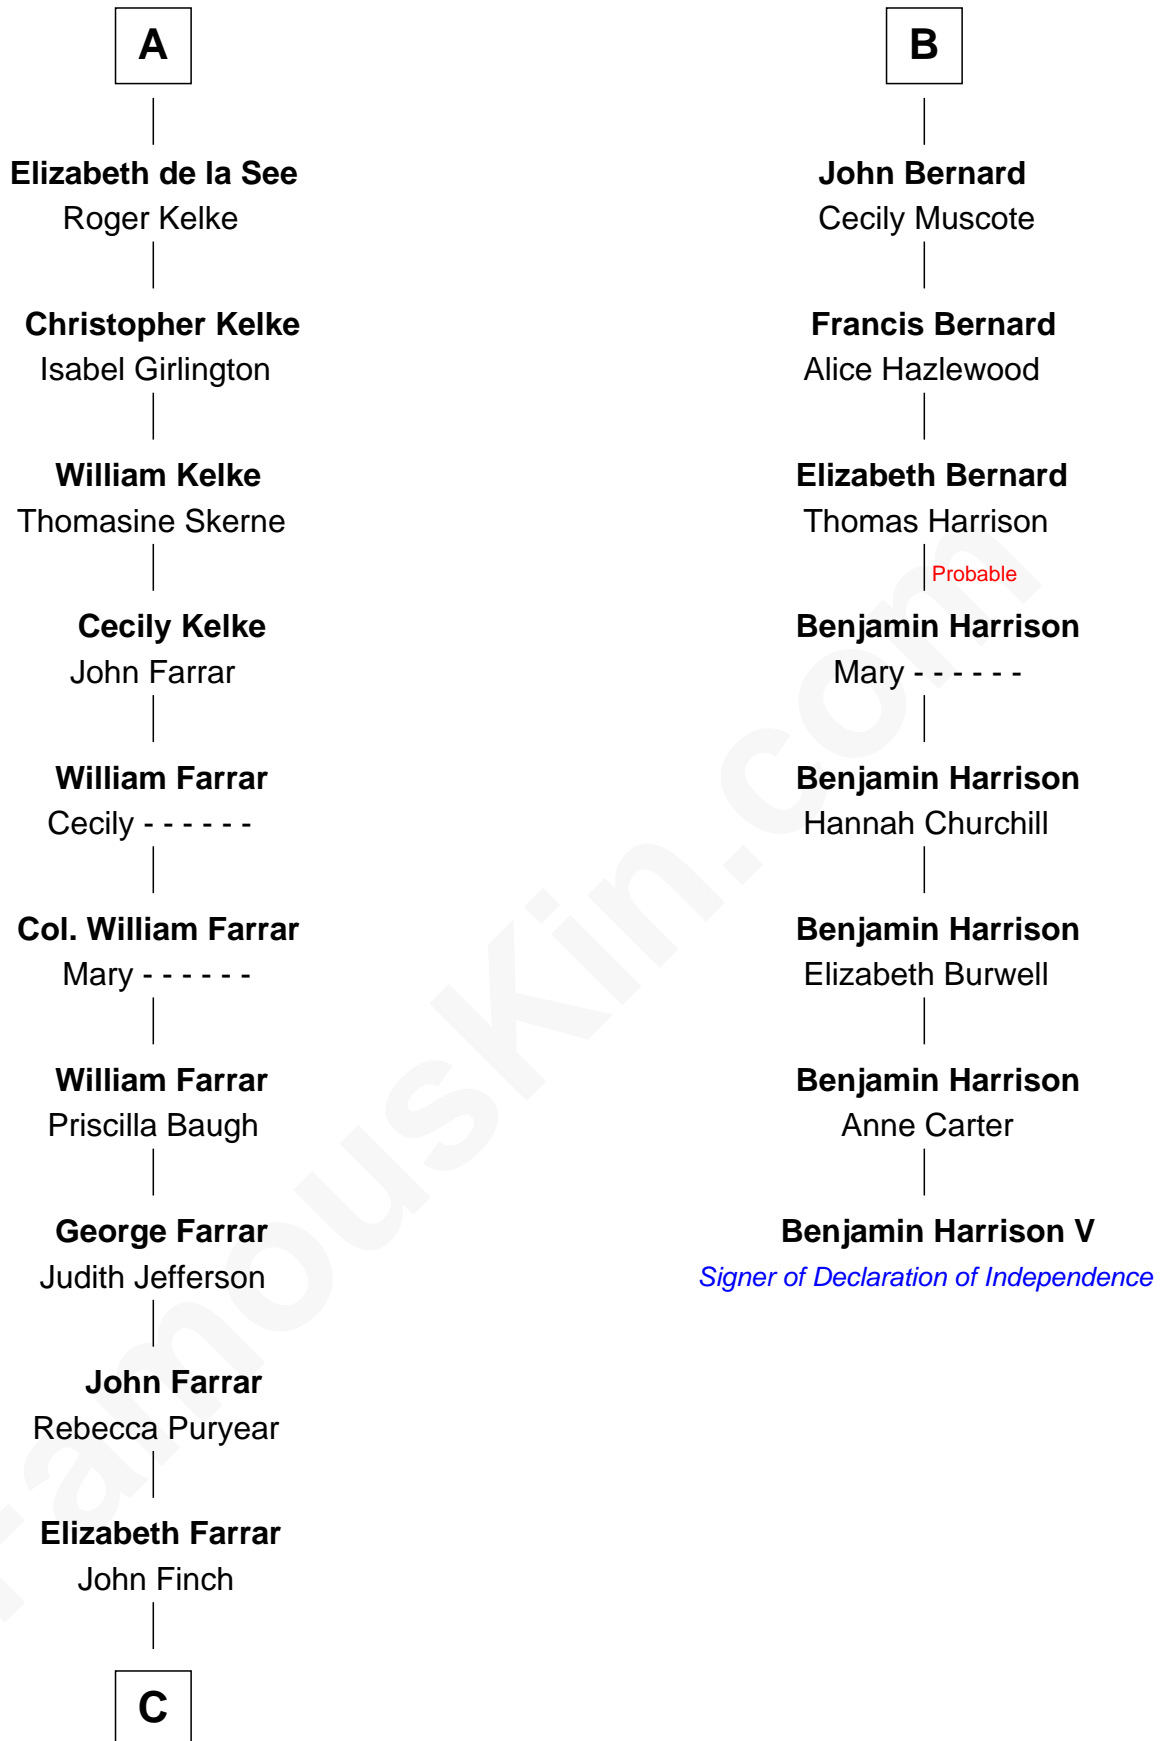 A
Elizabeth de la See
Roger Kelke
Christopher Kelke
Isabel Girlington
William Kelke
Thomasine Skerne
Cecily Kelke
John Farrar
William Farrar
Cecily - - - - - -
Col. William Farrar
Mary - - - - - -
William Farrar
Priscilla Baugh
George Farrar
Judith Jefferson
John Farrar
Rebecca Puryear
Elizabeth Farrar
John Finch
C
B
John Bernard
Cecily Muscote
Francis Bernard
Alice Hazlewood
Elizabeth Bernard
Thomas Harrison
Probable
Benjamin Harrison
Mary - - - - - -
Benjamin Harrison
Hannah Churchill
Benjamin Harrison
Elizabeth Burwell
Benjamin Harrison
Anne Carter
Benjamin Harrison V
Signer of Declaration of Independence
FamousKin.com